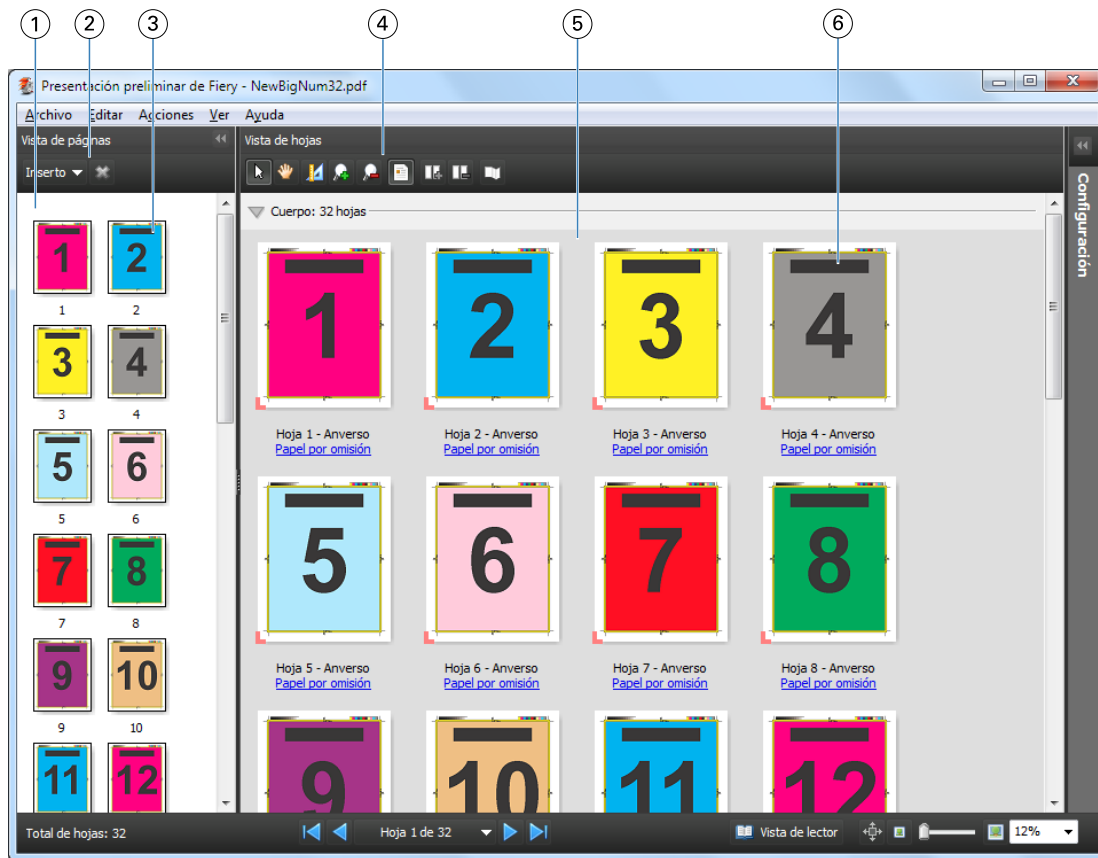 1 2 3 4 5 6
Presentación preliminar de Fiery - NewBigNum32.pdf
Archivo Editar Acciones Ver Ayuda
Vista de páginas
Vista de hojas
Inserto
Configuración
Cuerpo: 32 hojas
1 2
1 2
3 4
3 4
5 6
5 6
7 8
7 8
9 10
9 10
11 12
1 2 3 4
Hoja 1 - Anverso Hoja 2 - Anverso Hoja 3 - Anverso Hoja 4 - Anverso
Papel por omisión Papel por omisión Papel por omisión Papel por omisión
5 6 7 8
Hoja 5 - Anverso Hoja 6 - Anverso Hoja 7 - Anverso Hoja 8 - Anverso
Papel por omisión Papel por omisión Papel por omisión Papel por omisión
9 10 11 12
Total de hojas: 32
Hoja 1 de 32
Vista de lector
12%